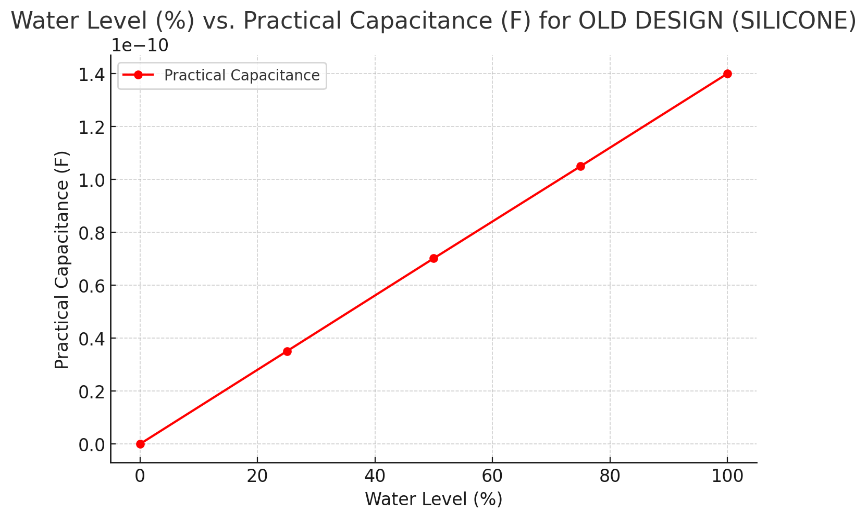 Water Level (%) vs. Practical Capacitance (F) for OLD DESIGN (SILICONE)
1e−10
Practical Capacitance
1.4
1.2
1.0
0.8
0.6
0.4
0.2
0.0
Practical Capacitance (F)
0 20 40 60 80 100
Water Level (%)